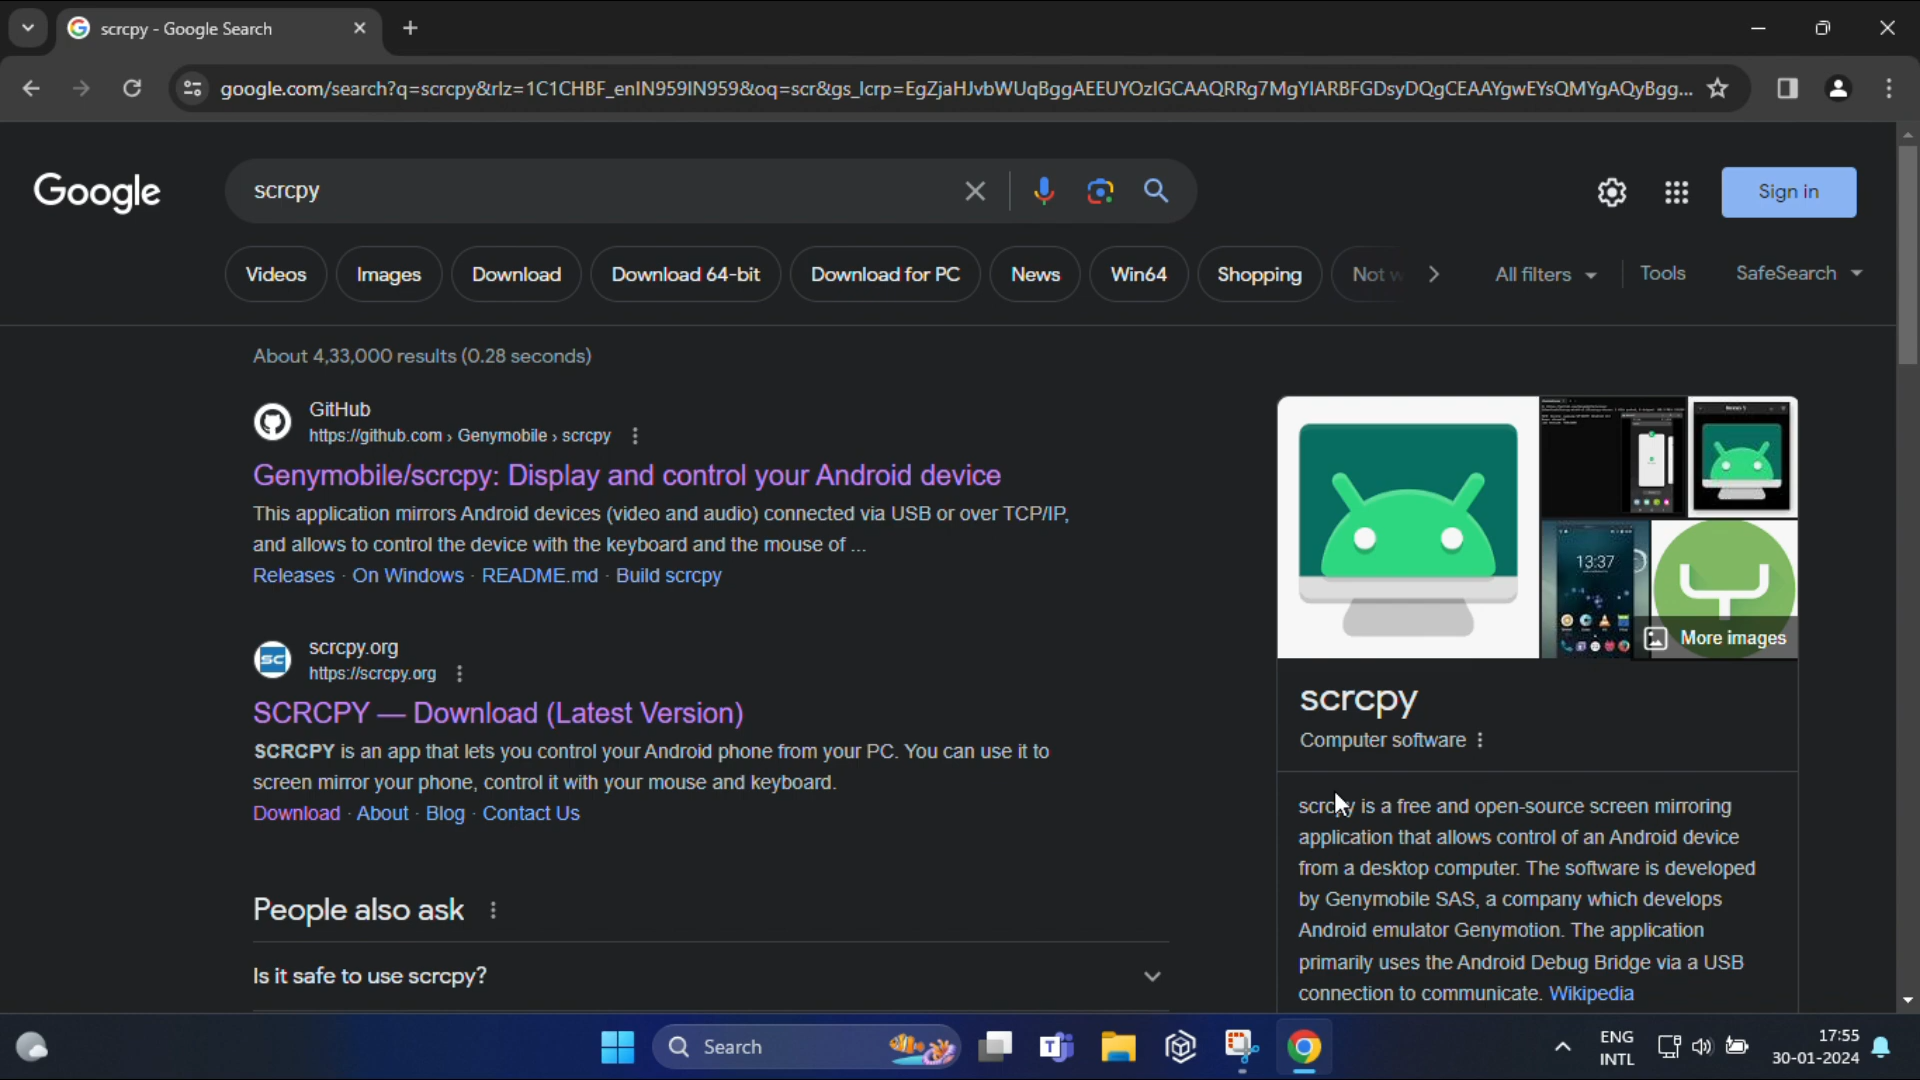 scrcpy - Google Search
google.com/search?q=scrcpy&rlz=1C1CHBF_enIN959IN959&oq=scr&gs_lcrp=EgZjaHJvbWUqBggAEEUYOzIGCAAQRRg7MgYIARBFGDsyDQgCEAAYgwEYsQMYgAQyBgg...
Google
scrcpy
Sign in
Videos
Images
Download
Download 64-bit
Download for PC
News
Win64
Shopping
Not w
All filters
Tools
SafeSearch
About 4,33,000 results (0.28 seconds)
GitHub
https://github.com › Genymobile › scrcpy
Genymobile/scrcpy: Display and control your Android device
This application mirrors Android devices (video and audio) connected via USB or over TCP/IP,
and allows to control the device with the keyboard and the mouse of ...
Releases · On Windows · README.md · Build scrcpy
SC
scrcpy.org
https://scrcpy.org
SCRCPY — Download (Latest Version)
SCRCPY is an app that lets you control your Android phone from your PC. You can use it to
screen mirror your phone, control it with your mouse and keyboard.
Download · About · Blog · Contact Us
People also ask
Is it safe to use scrcpy?
13:37
More images
scrcpy
Computer software
scrcpy is a free and open-source screen mirroring
application that allows control of an Android device
from a desktop computer. The software is developed
by Genymobile SAS, a company which develops
Android emulator Genymotion. The application
primarily uses the Android Debug Bridge via a USB
connection to communicate. Wikipedia
Search
ENG
INTL
17:55
30-01-2024